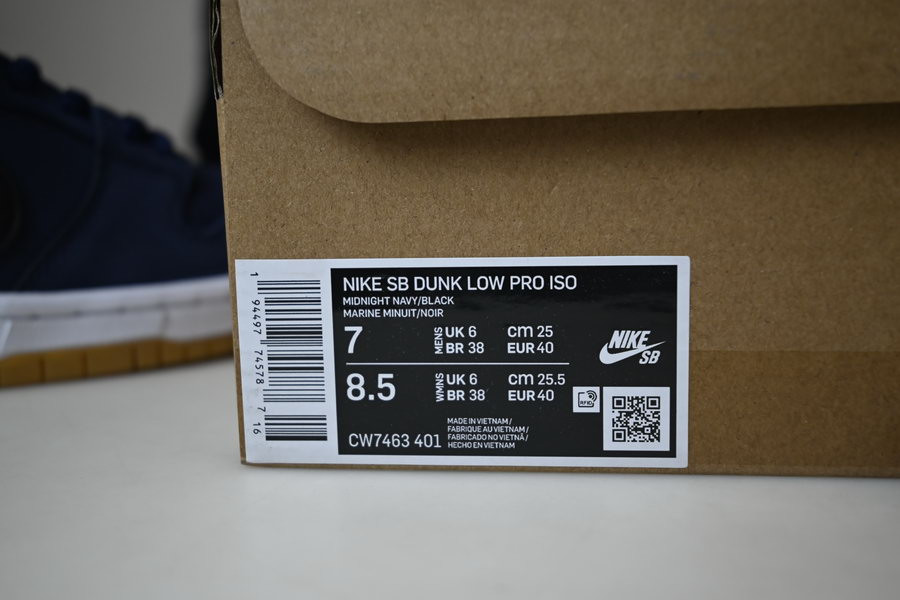 NIKE SB DUNK LOW PRO ISO
MIDNIGHT NAVY/BLACK
MARINE MINUIT/NOIR
7 MENS UK 6 CM 25
BR 38 EUR 40
8.5 WMNS UK 6 CM 25.5
BR 38 EUR 40
CW7463 401
MADE IN VIETNAM/
FABRIQUE AU VIETNAM/
FABRICADO NO VIETNÃ/
HECHO EN VIETNAM
NIKE
SB
RFID
1 94497 74578 7 16